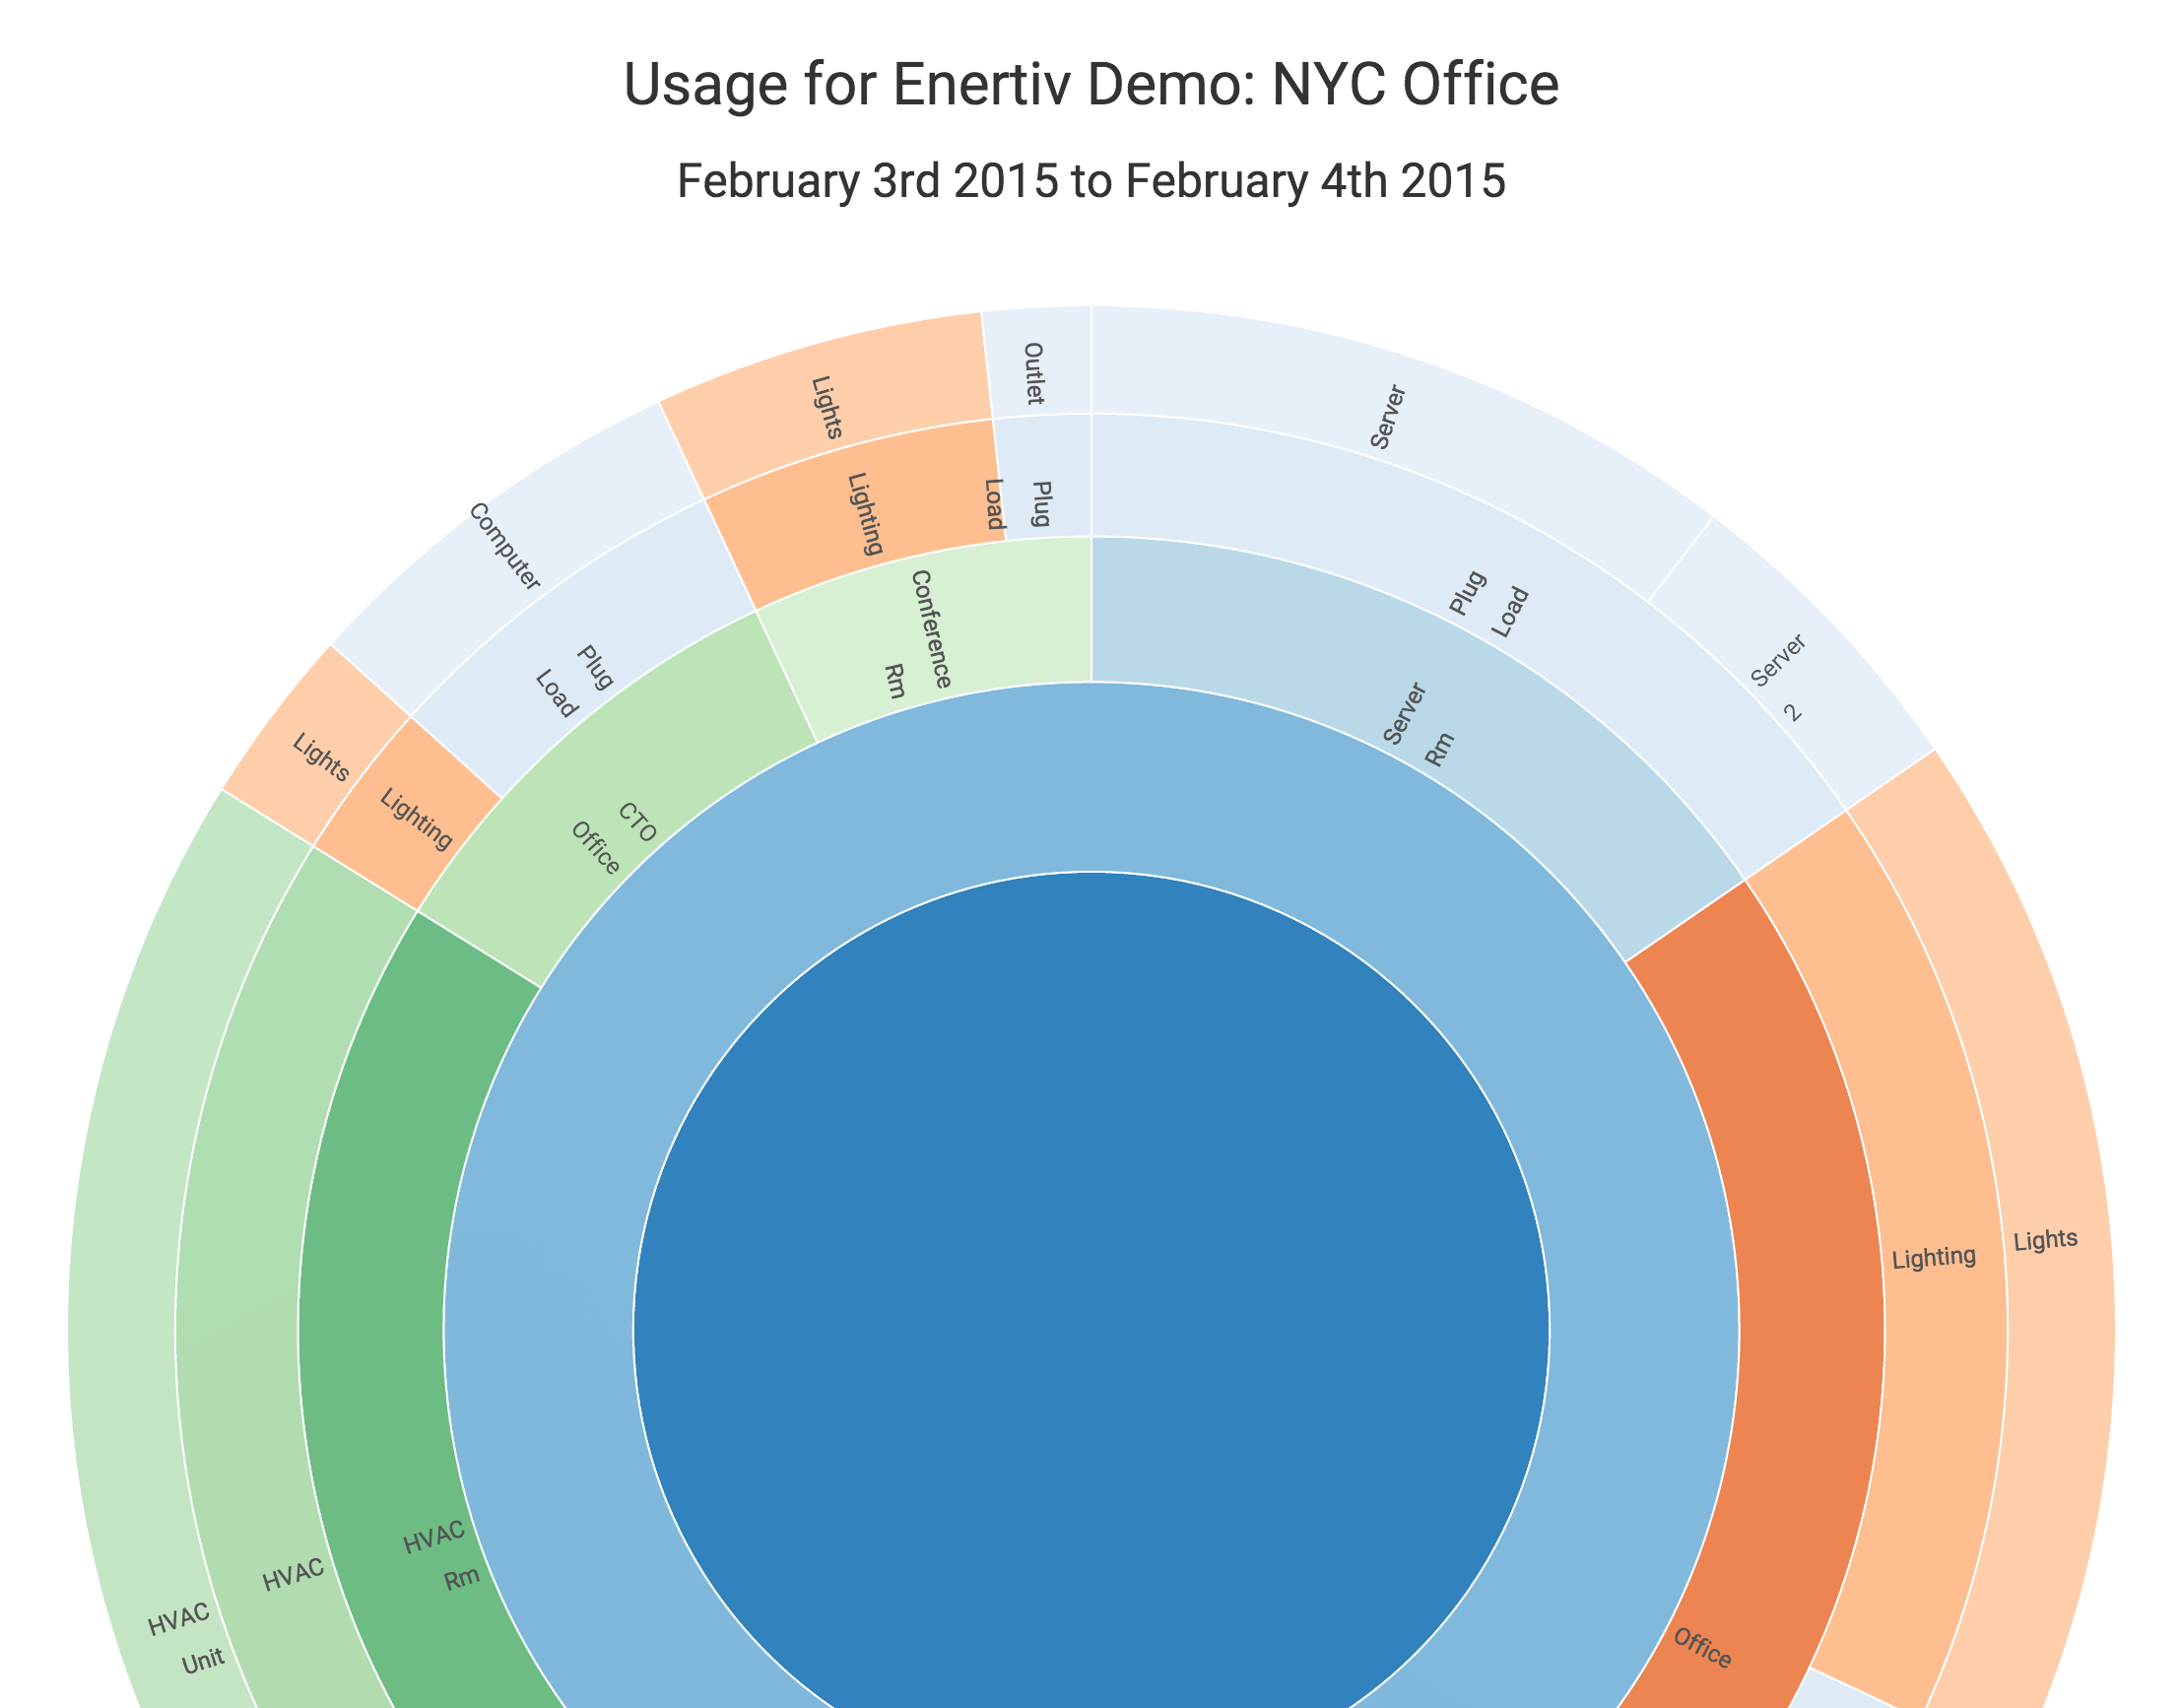 Usage for Enertiv Demo: NYC Office
February 3rd 2015 to February 4th 2015
Outlet
Lights
Server
Lighting
Load
Plug
Computer
Conference
Rm
Plug
Load
Server
2
Plug
Load
Server
Rm
Lights
Lighting
CTO
Office
Lights
Lighting
HVAC
Rm
HVAC
HVAC
Unit
Office